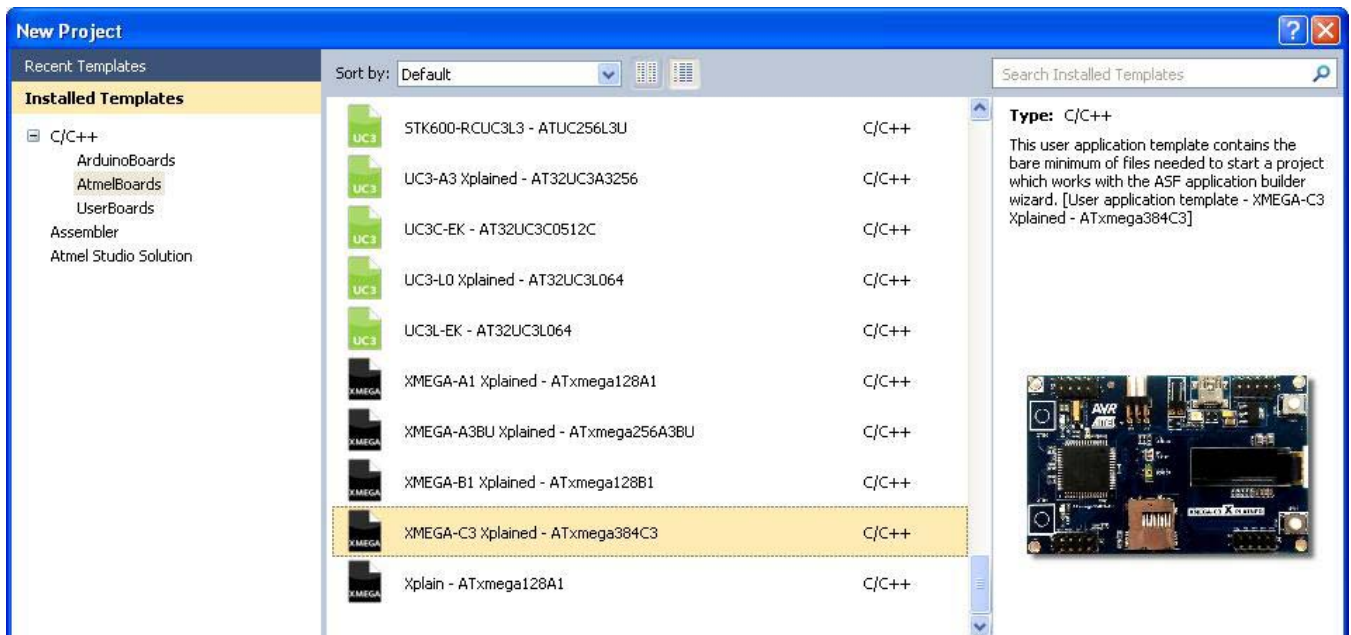 New Project
Recent Templates
Installed Templates
C/C++
ArduinoBoards
AtmelBoards
UserBoards
Assembler
Atmel Studio Solution
Sort by: Default
Search Installed Templates
UC3 STK600-RCUC3L3 - ATUC256L3U C/C++
UC3 UC3-A3 Xplained - AT32UC3A3256 C/C++
UC3 UC3C-EK - AT32UC3C0512C C/C++
UC3 UC3-L0 Xplained - AT32UC3L064 C/C++
UC3 UC3L-EK - AT32UC3L064 C/C++
XMEGA XMEGA-A1 Xplained - ATxmega128A1 C/C++
XMEGA XMEGA-A3BU Xplained - ATxmega256A3BU C/C++
XMEGA XMEGA-B1 Xplained - ATxmega128B1 C/C++
XMEGA XMEGA-C3 Xplained - ATxmega384C3 C/C++
XMEGA Xplain - ATxmega128A1 C/C++
Type: C/C++
This user application template contains the
bare minimum of files needed to start a project
which works with the ASF application builder
wizard. [User application template - XMEGA-C3
Xplained - ATxmega384C3]
AVR
ATMEL
XMEGA-C3 XPLAINED